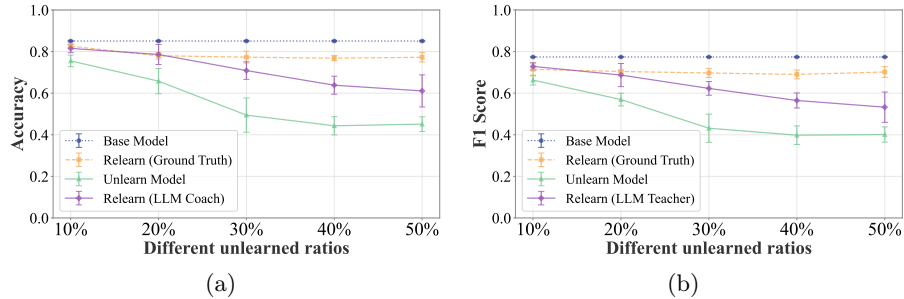 1.0
0.8
0.6
0.4
0.2
0.0
Accuracy
Base Model
Relearn (Ground Truth)
Unlearn Model
Relearn (LLM Coach)
10% 20% 30% 40% 50%
Different unlearned ratios
(a)
1.0
0.8
0.6
0.4
0.2
0.0
F1 Score
Base Model
Relearn (Ground Truth)
Unlearn Model
Relearn (LLM Teacher)
10% 20% 30% 40% 50%
Different unlearned ratios
(b)